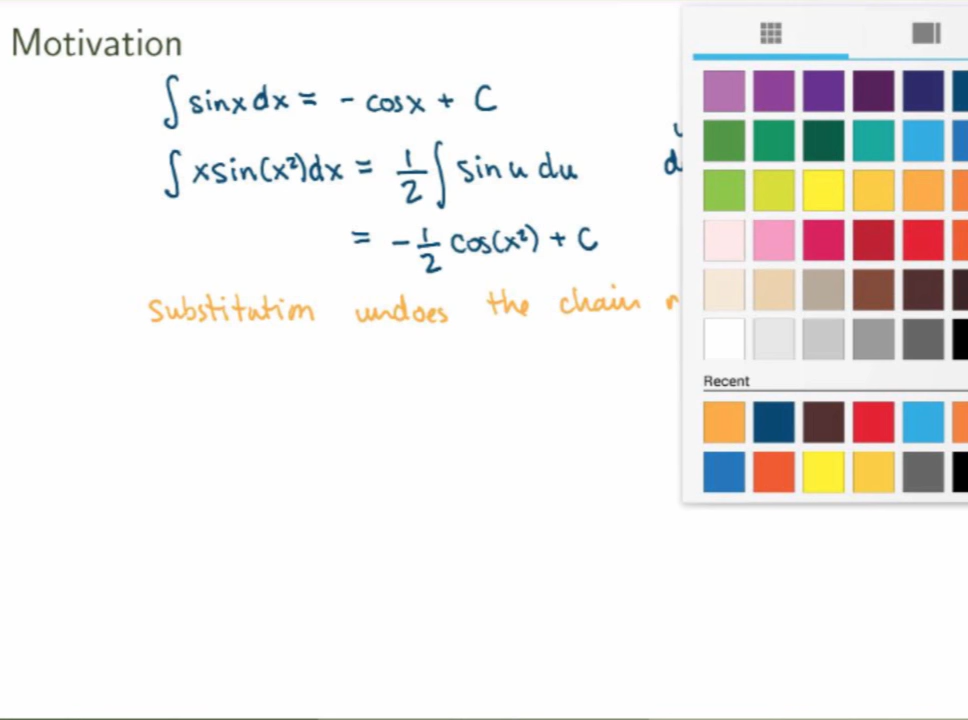 Motivation
∫ sinx dx = - cosx + C
∫ xsin(x²)dx = 1/2 ∫ sin u du
= -1/2 cos(x²) + C
Substitution undoes the chain
Recent